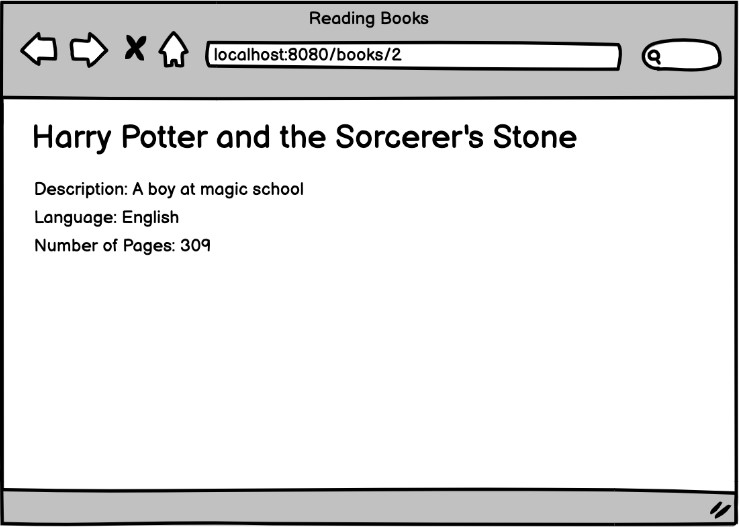 Reading Books
localhost:8080/books/2
Harry Potter and the Sorcerer's Stone
Description: A boy at magic school
Language: English
Number of Pages: 309